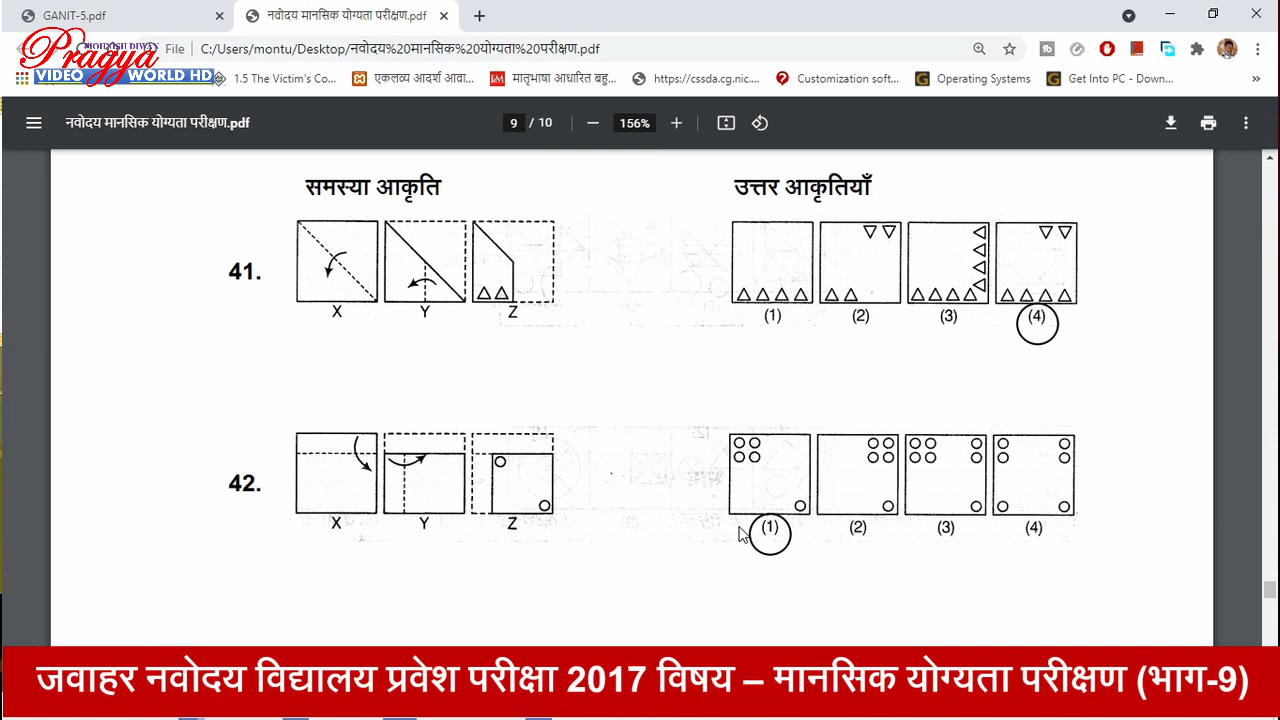 GANIT-5.pdf
नवोदय मानसिक योग्यता परीक्षण.pdf
MOHNISH DIWAN
Pragya
VIDEO WORLD HD
File C:/Users/montu/Desktop/नवोदय%20मानसिक%20योग्यता%20परीक्षण.pdf
1.5 The Victim's Co...
एकलव्य आदर्श आवा...
मातृभाषा आधारित बहु...
https://cssda.cg.nic....
Customization soft...
Operating Systems
Get Into PC - Down...
नवोदय मानसिक योग्यता परीक्षण.pdf
9 / 10
156%
समस्या आकृति
उत्तर आकृतियाँ
41.
X Y Z
(1) (2) (3) (4)
42.
X Y Z
(1) (2) (3) (4)
जवाहर नवोदय विद्यालय प्रवेश परीक्षा 2017 विषय – मानसिक योग्यता परीक्षण (भाग-9)